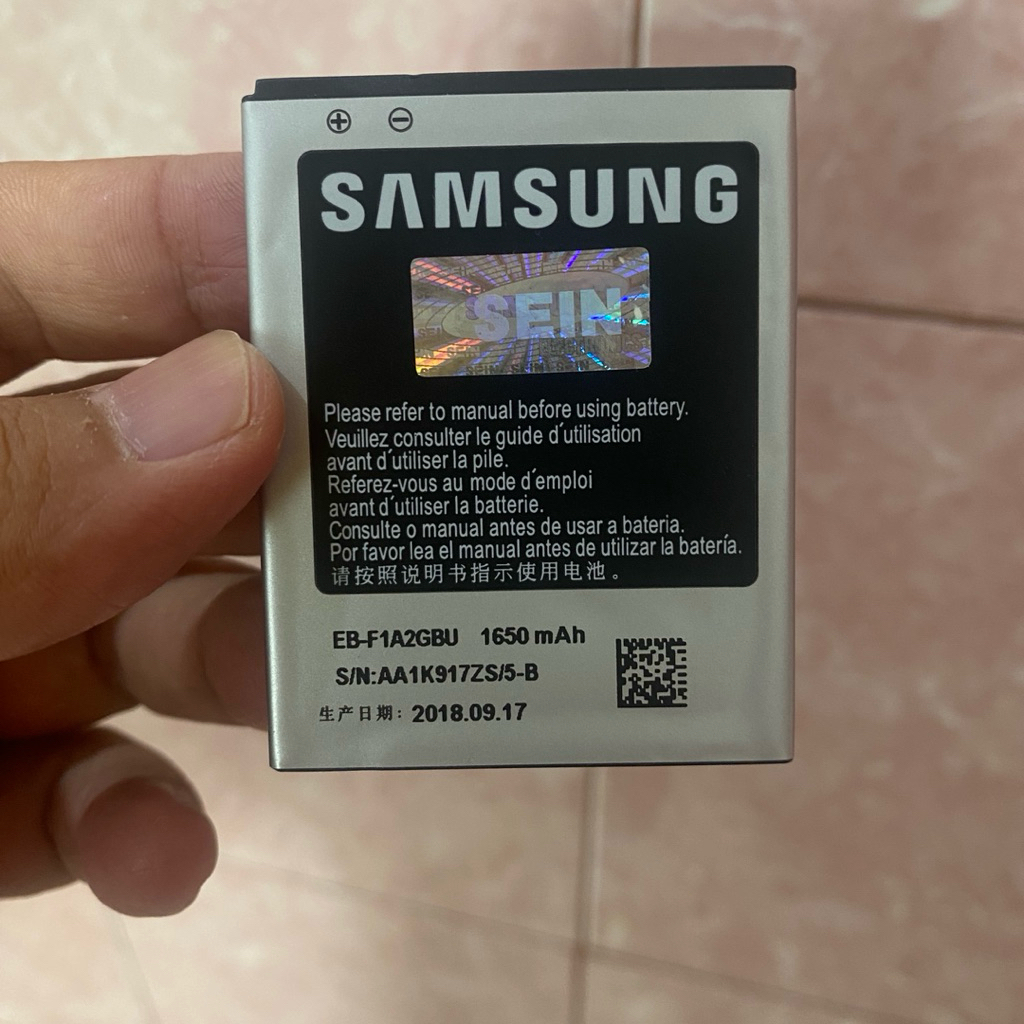 ⊕ ⊖
SAMSUNG
SEIN
SEIN SEIN SEIN
Please refer to manual before using battery.
Veuillez consulter le guide d´utilisation
avant d´utiliser la pile.
Referez-vous au mode d´emploi
avant d´utiliser la batterie.
Consulte o manual antes de usar a bateria.
Por favor lea el manual antes de utilizar la batería.
请按照说明书指示使用电池。
EB-F1A2GBU 1650 mAh
S/N:AA1K917ZS/5-B
生产日期: 2018.09.17